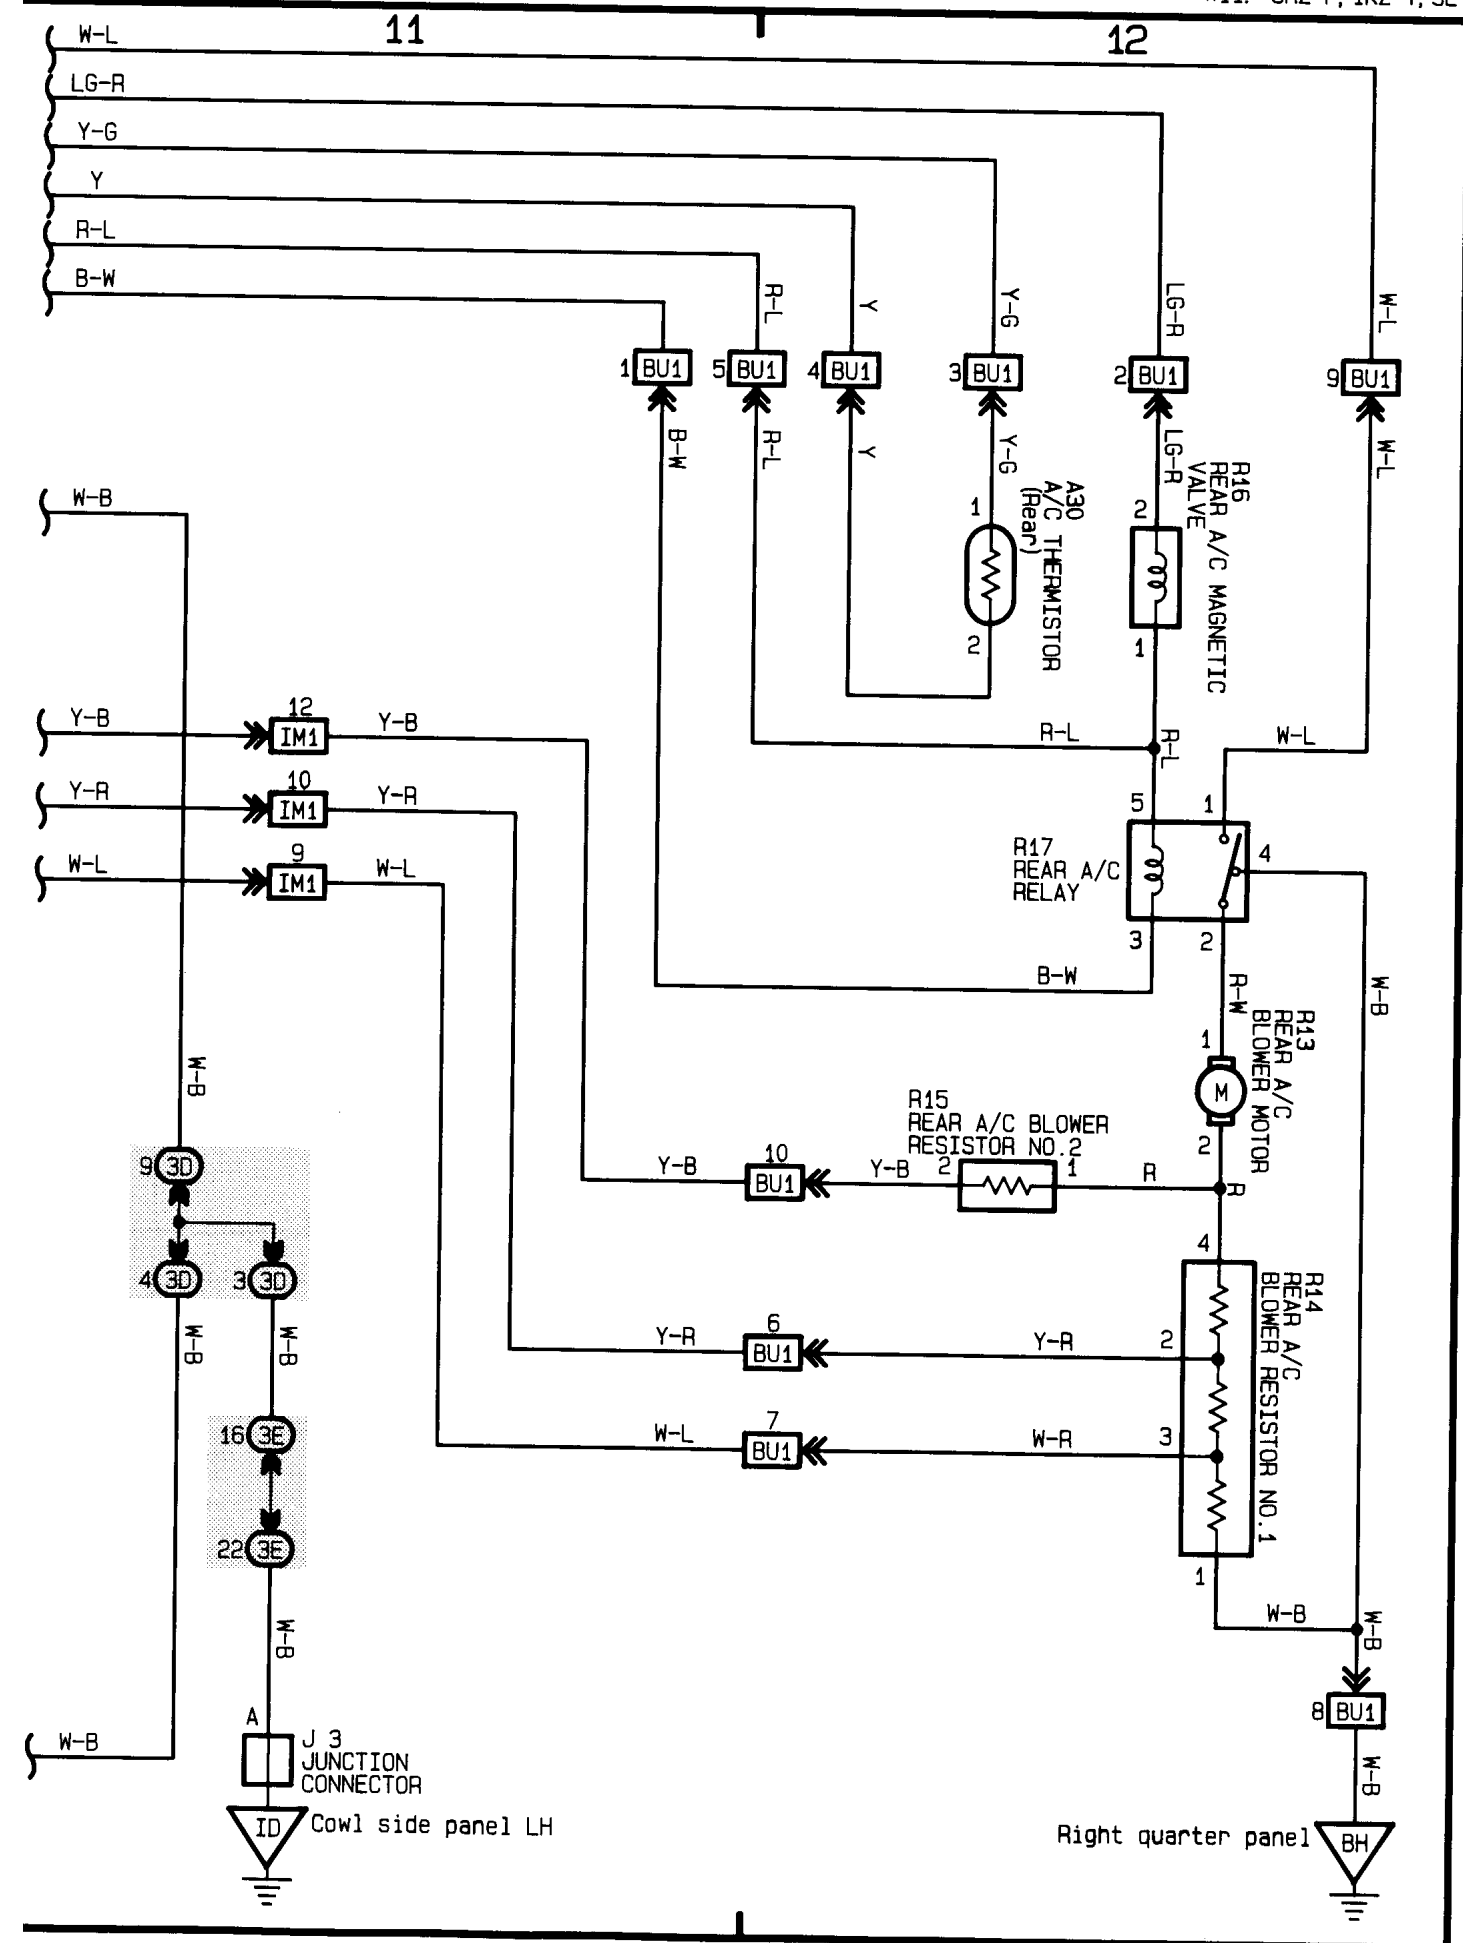 11
12
W-L
LG-R
Y-G
Y
R-L
B-W
R-L
Y
Y-G
LG-R
W-L
1 BU1
5 BU1
4 BU1
3 BU1
2 BU1
9 BU1
B-W
R-L
Y
Y-G
LG-R
W-L
W-B
1
A30
A/C THERMISTOR
(Rear)
2
2
R16
REAR A/C MAGNETIC
VALVE
1
Y-B
12
IM1
Y-B
R-L
R-L
W-L
Y-R
10
IM1
Y-R
5
1
W-L
9
IM1
W-L
R17
REAR A/C
RELAY
4
3
2
B-W
R-W
W-B
W-B
1
R13
REAR A/C
BLOWER MOTOR
M
2
R15
REAR A/C BLOWER
RESISTOR NO.2
9 3D
Y-B
10
BU1
Y-B
2
1
R
R
4 3D
3 3D
4
R14
REAR A/C
BLOWER RESISTOR NO.1
W-B
W-B
Y-R
6
BU1
Y-R
2
16 3E
W-L
7
BU1
W-R
3
22 3E
1
W-B
W-B
W-B
8 BU1
W-B
A
J 3
JUNCTION
CONNECTOR
W-B
ID
Cowl side panel LH
Right quarter panel
BH